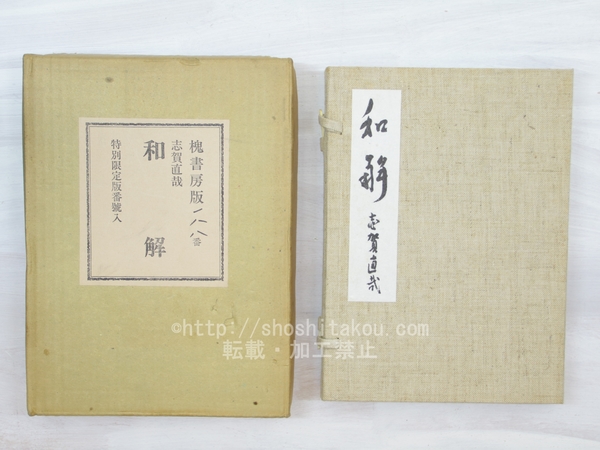 槐書房版一八八番
志賀直哉
和解
特別限定版番號入
和解
志賀直哉
©http://shoshitakou.com
転載・加工禁止